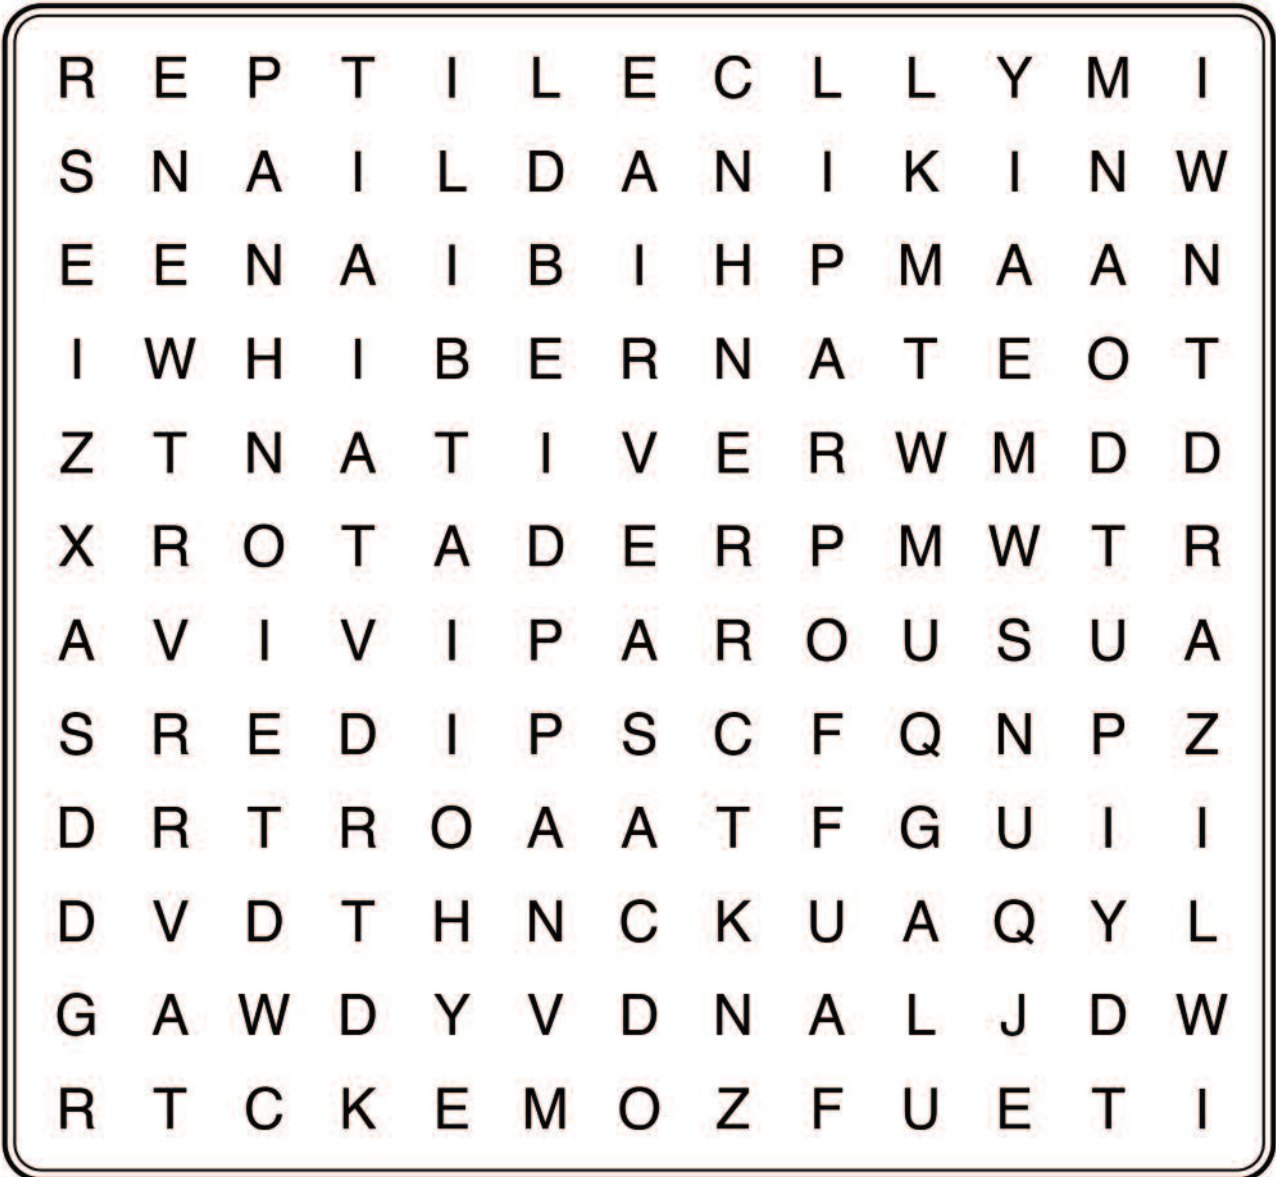 R E P T I L E C L L Y M I
S N A I L D A N I K I N W
E E N A I B I H P M A A N
I W H I B E R N A T E O T
Z T N A T I V E R W M D D
X R O T A D E R P M W T R
A V I V I P A R O U S U A
S R E D I P S C F Q N P Z
D R T R O A A T F G U I I
D V D T H N C K U A Q Y L
G A W D Y V D N A L J D W
R T C K E M O Z F U E T I